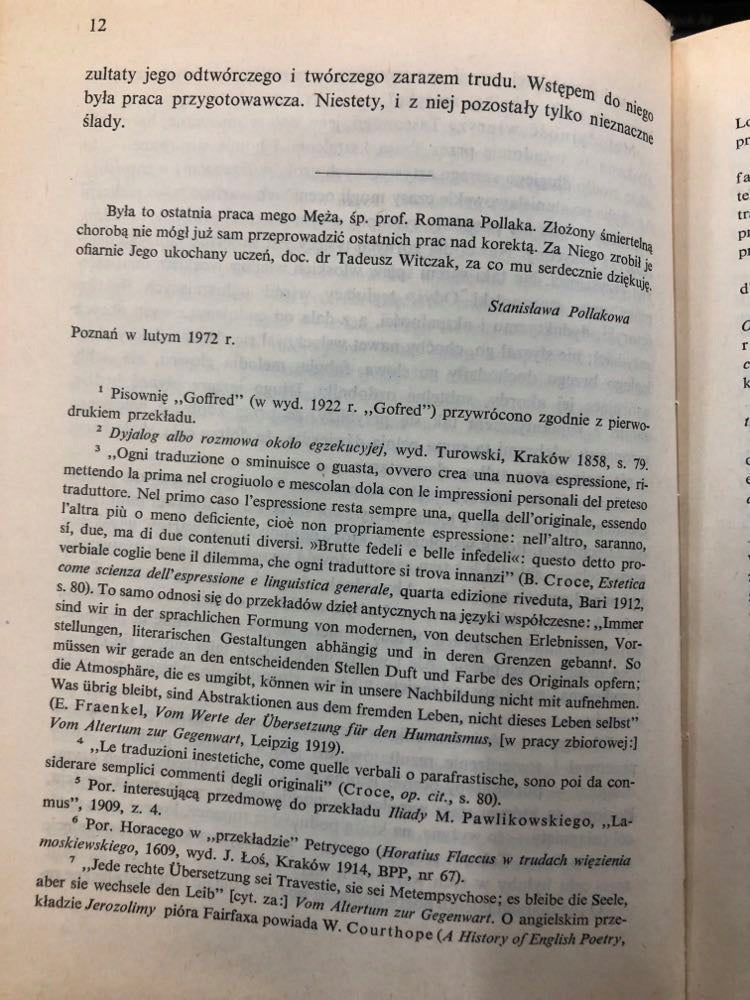 12
zultaty jego odtwórczego i twórczego zarazem trudu. Wstępem do niego
była praca przygotowawcza. Niestety, i z niej pozostały tylko nieznaczne
ślady.
Była to ostatnia praca mego Męża, śp. prof. Romana Pollaka. Złożony śmiertelną
chorobą nie mógł już sam przeprowadzić ostatnich prac nad korektą. Za Niego zrobił je
ofiarnie Jego ukochany uczeń, doc. dr Tadeusz Witczak, za co mu serdecznie dziękuję.
Stanisława Pollakowa
Poznań w lutym 1972 r.
¹ Pisownię „Goffred” (w wyd. 1922 r. „Gofred”) przywrócono zgodnie z pierwo-
drukiem przekładu.
² Dyjalog albo rozmowa około egzekucyjej, wyd. Turowski, Kraków 1858, s. 79.
³ „Ogni traduzione o sminuisce o guasta, ovvero crea una nuova espressione, ri-
mettendo la prima nel crogiuolo e mescolan dola con le impressioni personali del preteso
traduttore. Nel primo caso l'espressione resta sempre una, quella dell'originale, essendo
l'altra più o meno deficiente, cioè non propriamente espressione: nell'altro, saranno,
sí, due, ma di due contenuti diversi. »Brutte fedeli e belle infedeli«: questo detto pro-
verbiale coglie bene il dilemma, che ogni traduttore si trova innanzi” (B. Croce, Estetica
come scienza dell'espressione e linguistica generale, quarta edizione riveduta, Bari 1912,
s. 80). To samo odnosi się do przekładów dzieł antycznych na języki współczesne: „Immer
sind wir in der sprachlichen Formung von modernen, von deutschen Erlebnissen, Vor-
stellungen, literarischen Gestaltungen abhängig und in deren Grenzen gebannt. So
müssen wir gerade an den entscheidenden Stellen Duft und Farbe des Originals opfern;
die Atmosphäre, die es umgibt, können wir in unsere Nachbildung nicht mit aufnehmen.
Was übrig bleibt, sind Abstraktionen aus dem fremden Leben, nicht dieses Leben selbst”
(E. Fraenkel, Vom Werte der Übersetzung für den Humanismus, [w pracy zbiorowej:]
Vom Altertum zur Gegenwart, Leipzig 1919).
⁴ „Le traduzioni inestetiche, come quelle verbali o parafrastiche, sono poi da con-
siderare semplici commenti degli originali” (Croce, op. cit., s. 80).
⁵ Por. interesującą przedmowę do przekładu Iliady M. Pawlikowskiego, „La-
mus”, 1909, z. 4.
⁶ Por. Horacego w „przekładzie” Petrycego (Horatius Flaccus w trudach więzienia
moskiewskiego, 1609, wyd. J. Łoś, Kraków 1914, BPP, nr 67).
⁷ „Jede rechte Übersetzung sei Travestie, sie sei Metempsychose; es bleibe die Seele,
aber sie wechsele den Leib” [cyt. za:] Vom Altertum zur Gegenwart. O angielskim prze-
kładzie Jerozolimy pióra Fairfaxa powiada W. Courthope (A History of English Poetry,